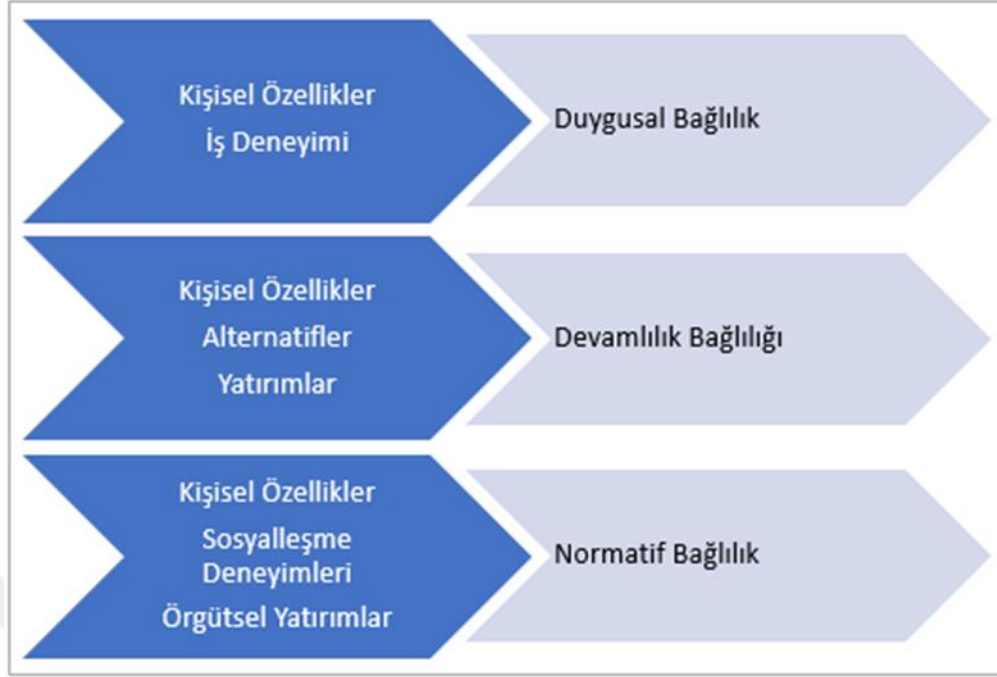 Kişisel Özellikler
İş Deneyimi
Duygusal Bağlılık
Kişisel Özellikler
Alternatifler
Yatırımlar
Devamlılık Bağlılığı
Kişisel Özellikler
Sosyalleşme
Deneyimleri
Örgütsel Yatırımlar
Normatif Bağlılık